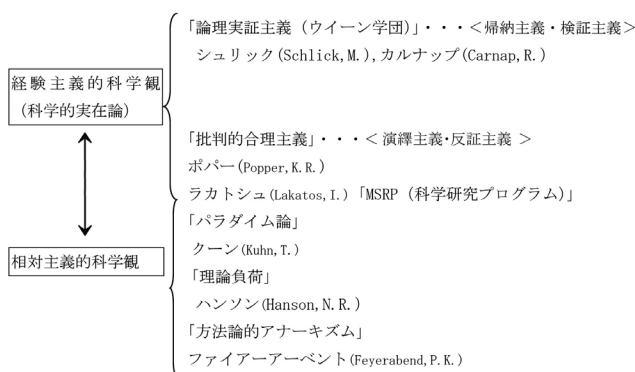 「論理実証主義（ウイーン学団）」・・・＜帰納主義・検証主義＞
シュリック(Schlick,M.),カルナップ(Carnap,R.)
経験主義的科学観
（科学的実在論）
「批判的合理主義」・・・＜演繹主義・反証主義 ＞
ポパー(Popper,K.R.)
ラカトシュ(Lakatos,I.)「MSRP（科学研究プログラム）」
「パラダイム論」
クーン(Kuhn,T.)
相対主義的科学観
「理論負荷」
ハンソン(Hanson,N.R.)
「方法論的アナーキズム」
ファイアーアーベント(Feyerabend,P.K.)